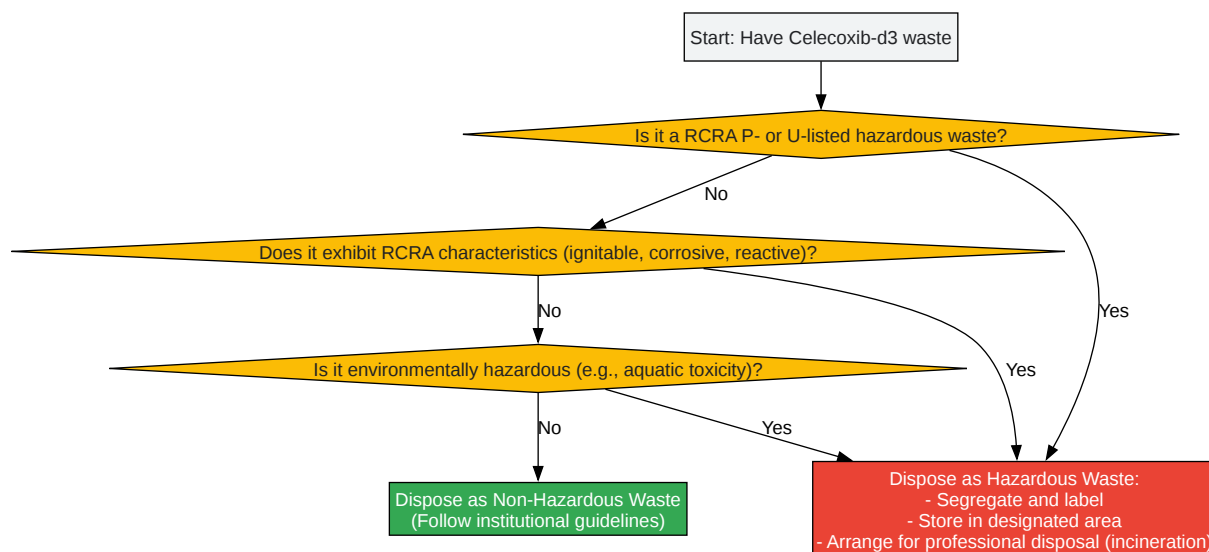 Start: Have Celecoxib-d3 waste
Is it a RCRA P- or U-listed hazardous waste?
No
Does it exhibit RCRA characteristics (ignitable, corrosive, reactive)?
Yes
No
Is it environmentally hazardous (e.g., aquatic toxicity)?
Yes
No
Yes
Dispose as Non-Hazardous Waste
(Follow institutional guidelines)
Dispose as Hazardous Waste:
- Segregate and label
- Store in designated area
- Arrange for professional disposal (incineration)